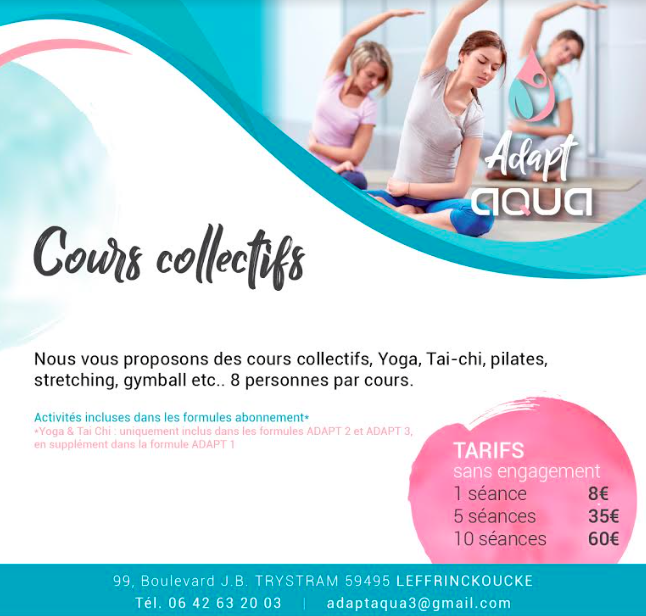 Adapt
AQUA
Cours collectifs
Nous vous proposons des cours collectifs, Yoga, Tai-chi, pilates,
stretching, gymball etc.. 8 personnes par cours.
Activités incluses dans les formules abonnement*
*Yoga & Tai Chi : uniquement inclus dans les formules ADAPT 2 et ADAPT 3,
en supplément dans la formule ADAPT 1
TARIFS
sans engagement
1 séance 8€
5 séances 35€
10 séances 60€
99, Boulevard J.B. TRYSTRAM 59495 LEFFRINCKOUCKE
Tél. 06 42 63 20 03 | adaptaqua3@gmail.com